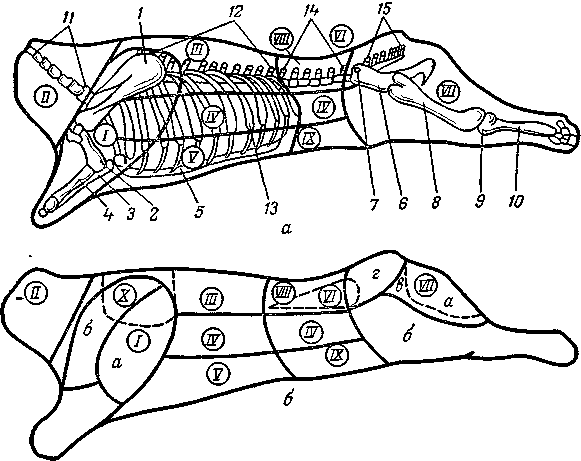 11 1 12 14 15
III VIII VI
II VII
I IV IV
V IX
4 3 2 5 13 7 6 8 9 10
а
II X III VIII VI г в VII а
б I IV IV б
а V IX
б